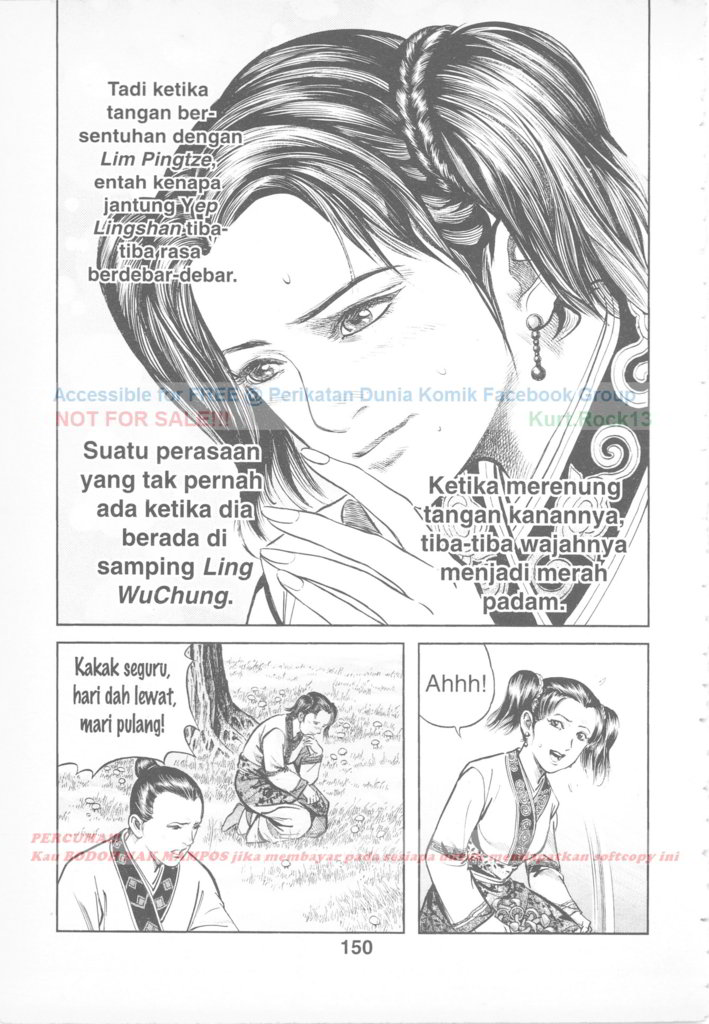 Tadi ketika
tangan ber-
sentuhan dengan
Lim Pingtze,
entah kenapa
jantung Yep
Lingshan tiba-
tiba rasa
berdebar-debar.
Accessible for FREE @ Perikatan Dunia Komik Facebook Group
NOT FOR SALE!!!
Kurt.Rock13
Suatu perasaan
yang tak pernah
ada ketika dia
berada di
samping Ling
WuChung.
Ketika merenung
tangan kanannya,
tiba-tiba wajahnya
menjadi merah
padam.
Kakak seguru,
hari dah lewat,
mari pulang!
Ahhh!
PERCUMA!!!
Kau BODOH NAK MAMPOS jika membayar pada sesiapa untuk mendapatkan softcopy ini
150